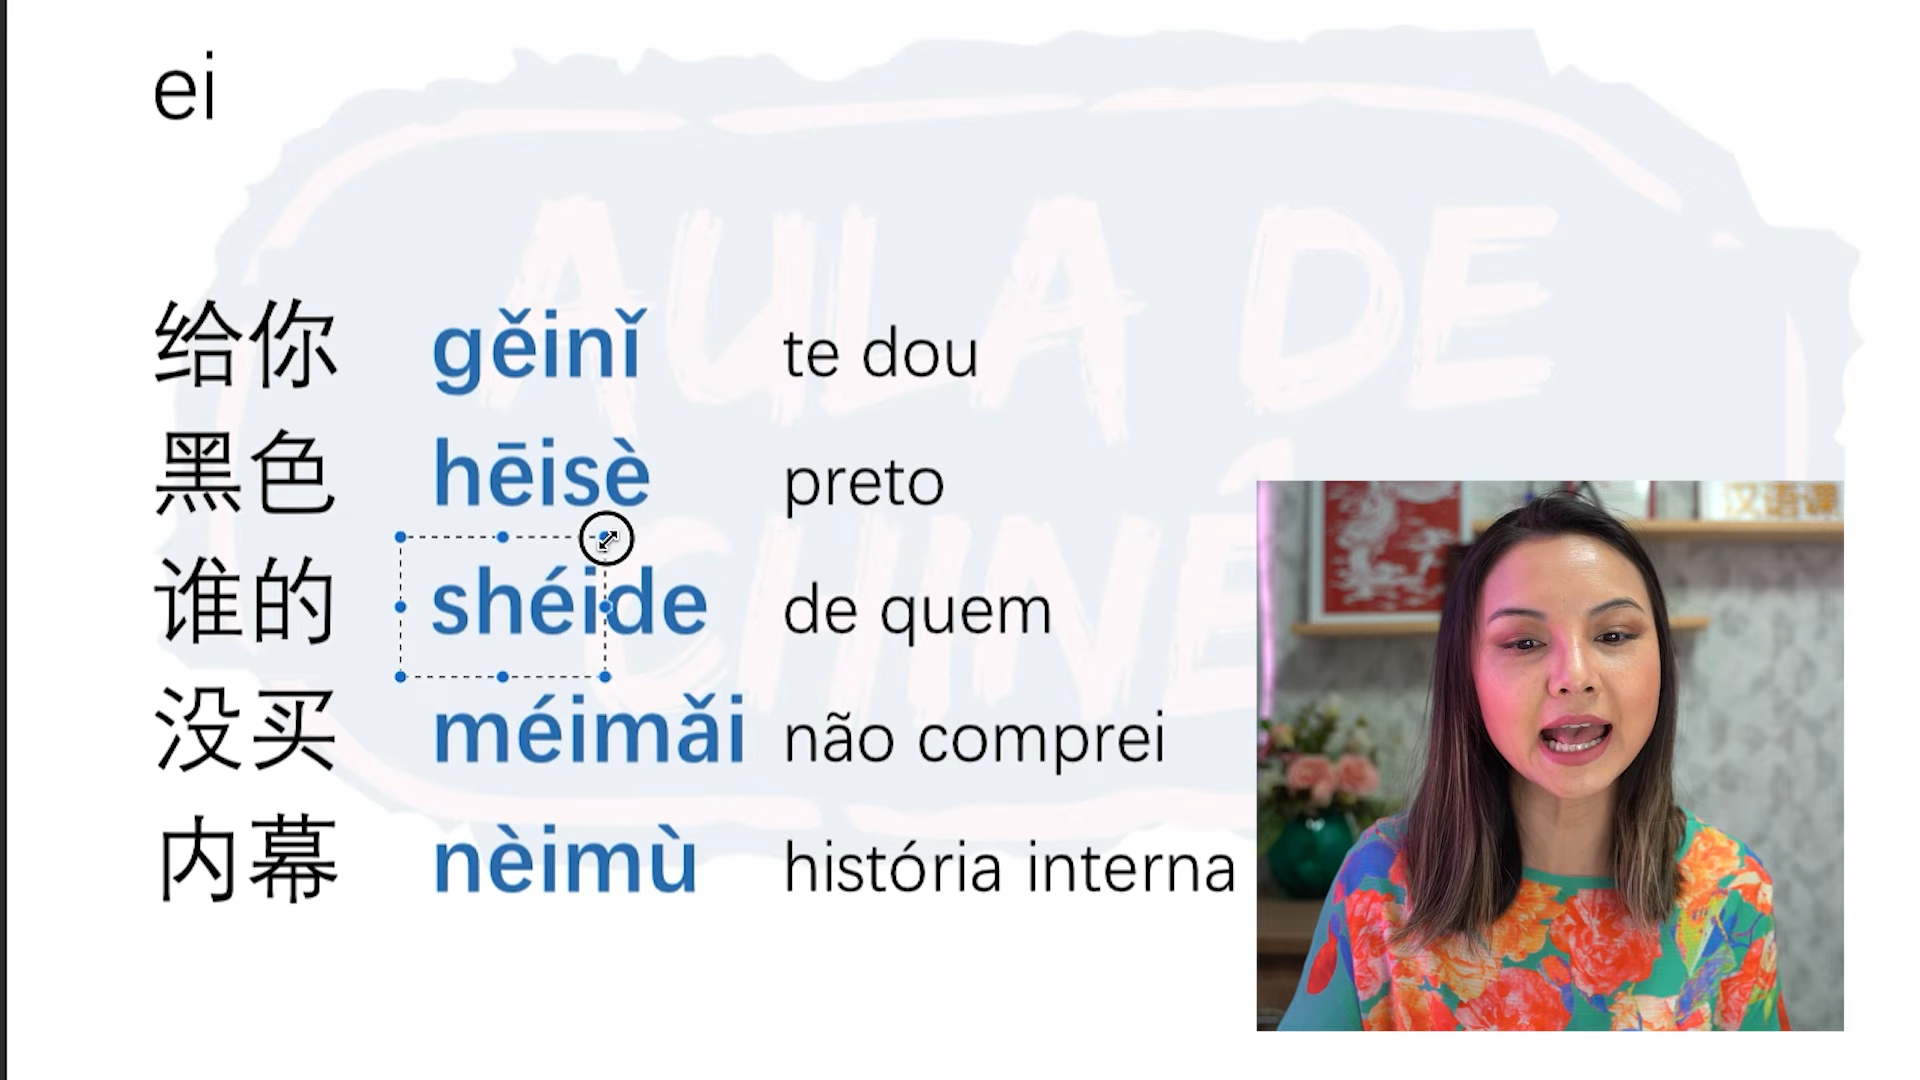 ei
给你 gěinǐ te dou
黑色 hēisè preto
谁的 shéide de quem
没买 méimǎi não comprei
内幕 nèimù história interna
AULA DE
CHINÊ
汉语课